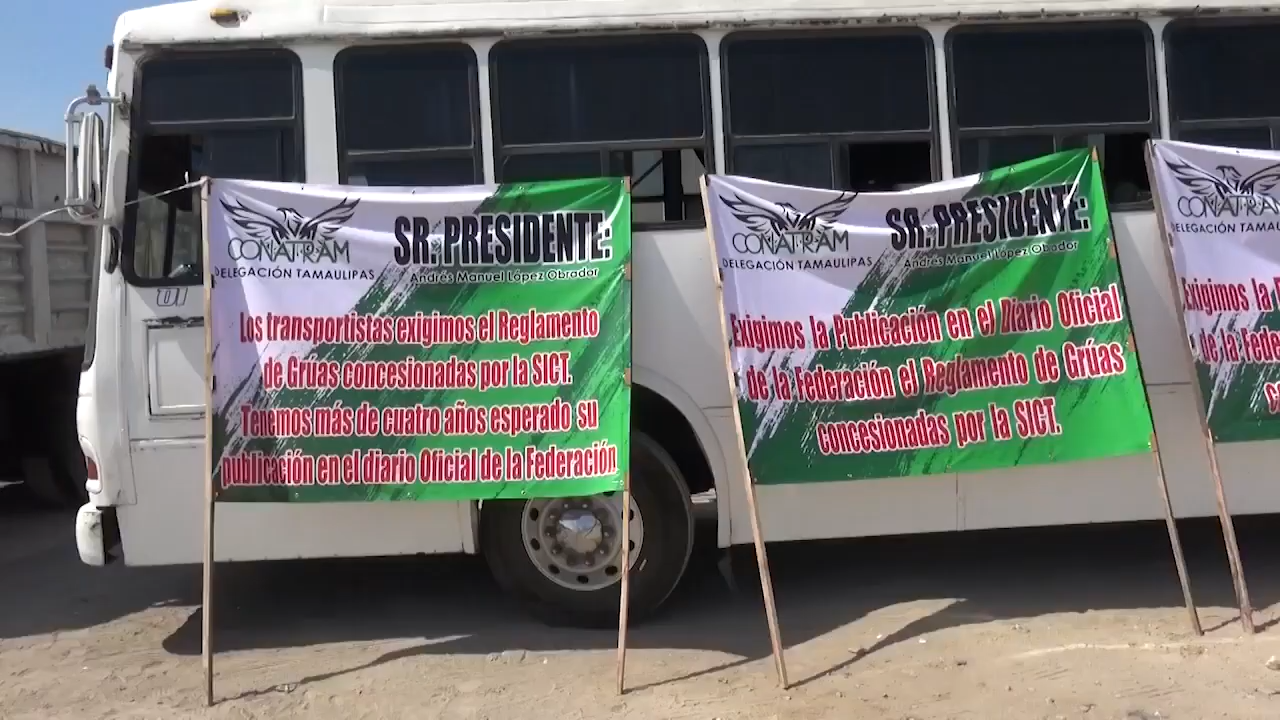 CONATRAM
DELEGACIÓN TAMAULIPAS
SR. PRESIDENTE:
Andrés Manuel López Obrador
Los transportistas exigimos el Reglamento
de Grúas concesionadas por la SICT.
Tenemos más de cuatro años esperado su
publicación en el diario Oficial de la Federación
CONATRAM
DELEGACIÓN TAMAULIPAS
SR. PRESIDENTE:
Andrés Manuel López Obrador
Exigimos la Publicación en el Diario Oficial
de la Federación el Reglamento de Grúas
concesionadas por la SICT.
CONATRAM
DELEGACIÓN TAMAULIPAS
Exigimos la
de la
01